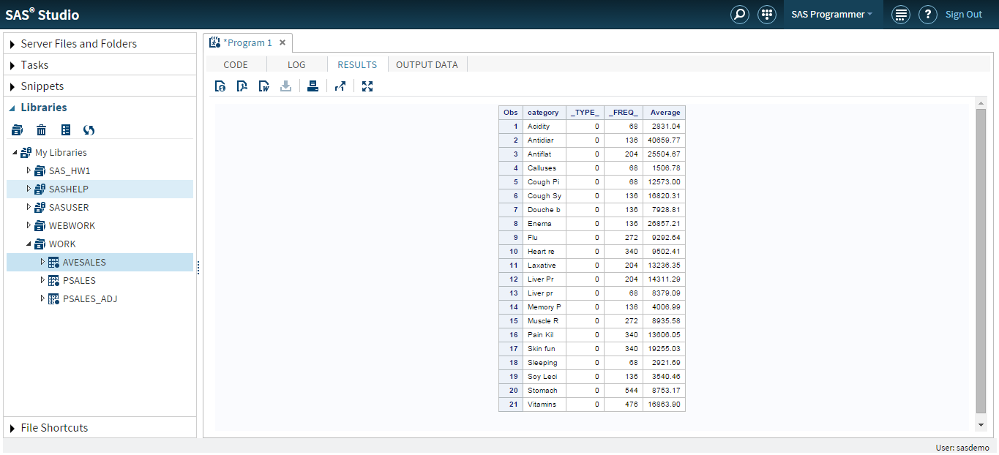 SAS® Studio
SAS Programmer
Sign Out
Server Files and Folders
Tasks
Snippets
Libraries
My Libraries
SAS_HW1
SASHELP
SASUSER
WEBWORK
WORK
AVESALES
PSALES
PSALES_ADJ
File Shortcuts
*Program 1
CODE LOG RESULTS OUTPUT DATA
Obs category _TYPE_ _FREQ_ Average
1 Acidity 0 68 2831.04
2 Antidiar 0 136 40659.77
3 Antiflat 0 204 25504.67
4 Calluses 0 68 1506.78
5 Cough Pi 0 68 12573.00
6 Cough Sy 0 136 16820.31
7 Douche b 0 136 7928.81
8 Enema 0 136 26857.21
9 Flu 0 272 9292.64
10 Heart re 0 340 9502.41
11 Laxative 0 204 13236.35
12 Liver Pr 0 204 14311.29
13 Liver pr 0 68 8379.09
14 Memory P 0 136 4006.99
15 Muscle R 0 272 8935.58
16 Pain Kil 0 340 13606.05
17 Skin fun 0 340 19255.03
18 Sleeping 0 68 2921.69
19 Soy Leci 0 136 3540.46
20 Stomach 0 544 8753.17
21 Vitamins 0 476 16863.90
User: sasdemo